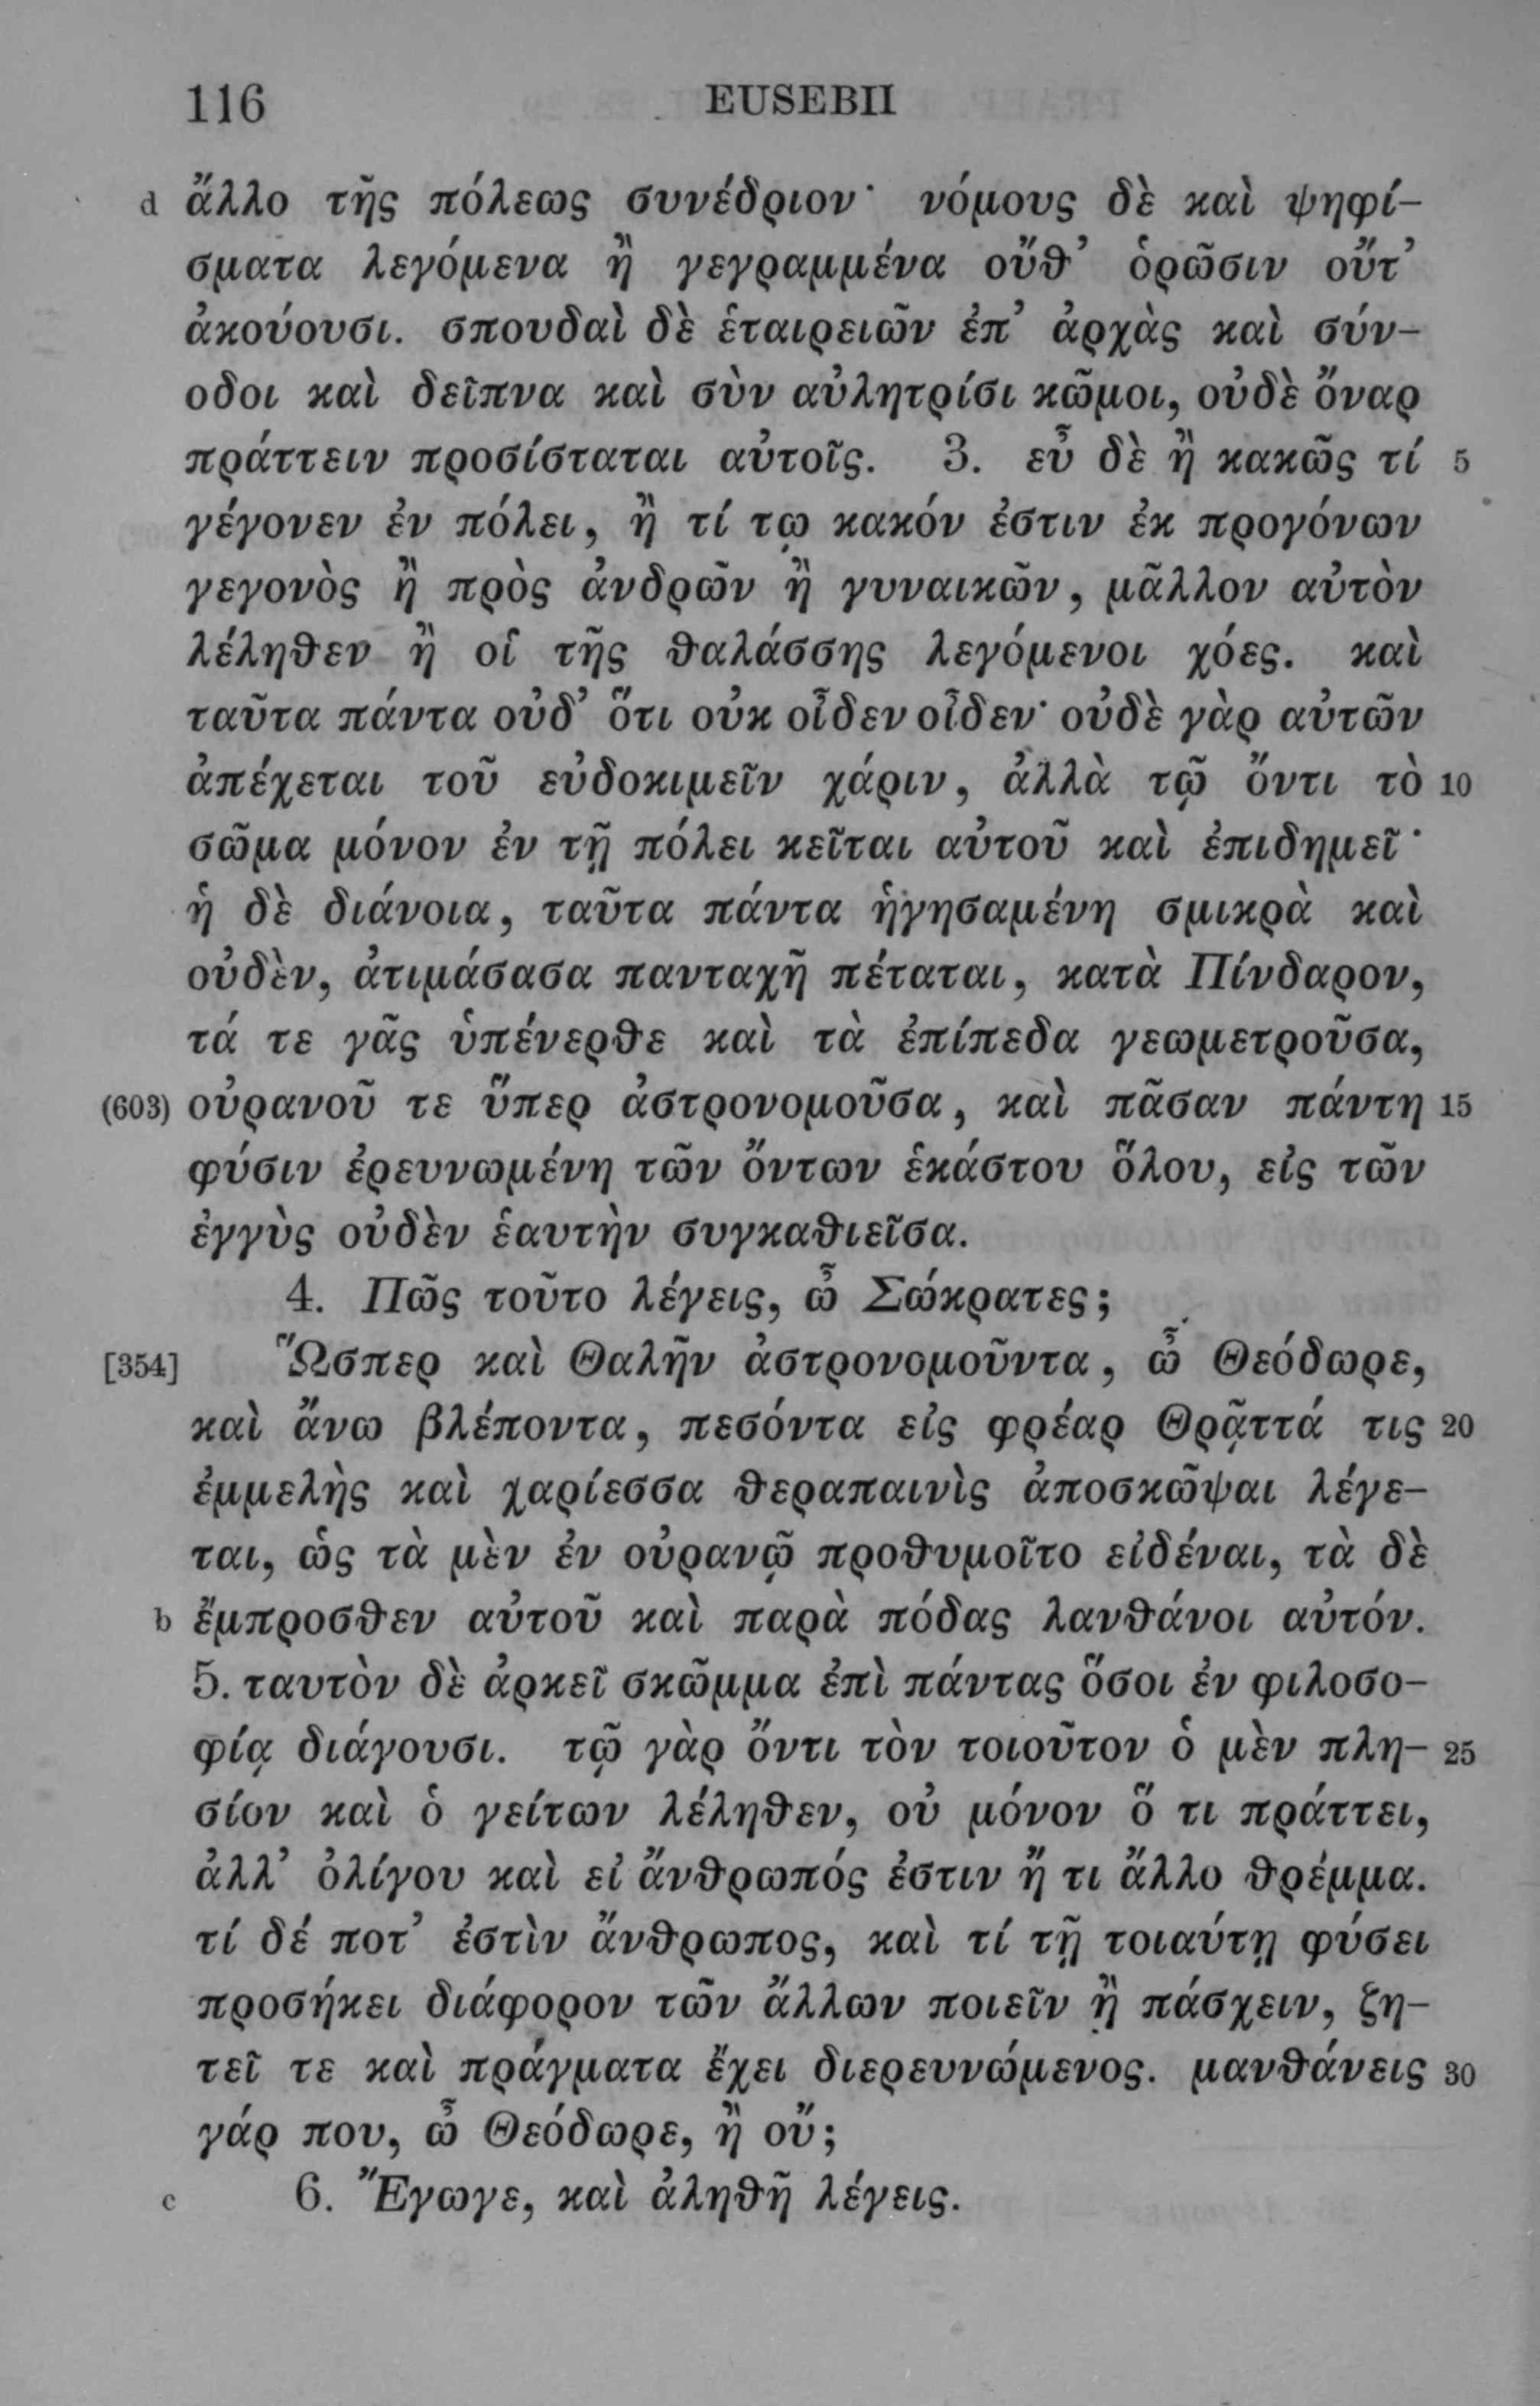 116 EUSEBII
d ἄλλο τῆς πόλεως συνέδριον· νόμους δὲ καὶ ψηφί-
σματα λεγόμενα ἢ γεγραμμένα οὔθ’ ὁρῶσιν οὔτ’
ἀκούουσι. σπουδαὶ δὲ ἑταιρειῶν ἐπ’ ἀρχὰς καὶ σύν-
οδοι καὶ δεῖπνα καὶ σὺν αὐλητρίσι κῶμοι, οὐδὲ ὄναρ
πράττειν προσίσταται αὐτοῖς. 3. εὖ δὲ ἢ κακῶς τί 5
γέγονεν ἐν πόλει, ἢ τί τῳ κακόν ἐστιν ἐκ προγόνων
γεγονὸς ἢ πρὸς ἀνδρῶν ἢ γυναικῶν, μᾶλλον αὐτὸν
λέληθεν ἢ οἱ τῆς θαλάσσης λεγόμενοι χόες. καὶ
ταῦτα πάντα οὐδ’ ὅτι οὐκ οἶδεν οἶδεν· οὐδὲ γὰρ αὐτῶν
ἀπέχεται τοῦ εὐδοκιμεῖν χάριν, ἀλλὰ τῷ ὄντι τὸ 10
σῶμα μόνον ἐν τῇ πόλει κεῖται αὐτοῦ καὶ ἐπιδημεῖ·
ἡ δὲ διάνοια, ταῦτα πάντα ἡγησαμένη σμικρὰ καὶ
οὐδὲν, ἀτιμάσασα πανταχῆ πέταται, κατὰ Πίνδαρον,
τά τε γᾶς ὑπένερθε καὶ τὰ ἐπίπεδα γεωμετροῦσα,
(603) οὐρανοῦ τε ὕπερ ἀστρονομοῦσα, καὶ πᾶσαν πάντη 15
φύσιν ἐρευνωμένη τῶν ὄντων ἑκάστου ὅλου, εἰς τῶν
ἐγγὺς οὐδὲν ἑαυτὴν συγκαθιεῖσα.
4. Πῶς τοῦτο λέγεις, ὦ Σώκρατες;
[354] Ὥσπερ καὶ Θαλῆν ἀστρονομοῦντα, ὦ Θεόδωρε,
καὶ ἄνω βλέποντα, πεσόντα εἰς φρέαρ Θρᾷττά τις 20
ἐμμελὴς καὶ χαρίεσσα θεραπαινὶς ἀποσκῶψαι λέγε-
ται, ὡς τὰ μὲν ἐν οὐρανῷ προθυμοῖτο εἰδέναι, τὰ δὲ
b ἔμπροσθεν αὐτοῦ καὶ παρὰ πόδας λανθάνοι αὐτόν.
5. ταυτὸν δὲ ἀρκεῖ σκῶμμα ἐπὶ πάντας ὅσοι ἐν φιλοσο-
φίᾳ διάγουσι. τῷ γὰρ ὄντι τὸν τοιοῦτον ὁ μὲν πλη- 25
σίον καὶ ὁ γείτων λέληθεν, οὐ μόνον ὅ τι πράττει,
ἀλλ’ ὀλίγου καὶ εἰ ἄνθρωπός ἐστιν ἤ τι ἄλλο θρέμμα.
τί δέ ποτ’ ἐστὶν ἄνθρωπος, καὶ τί τῇ τοιαύτῃ φύσει
προσήκει διάφορον τῶν ἄλλων ποιεῖν ἢ πάσχειν, ζη-
τεῖ τε καὶ πράγματα ἔχει διερευνώμενος. μανθάνεις 30
γάρ που, ὦ Θεόδωρε, ἢ οὔ;
c 6. Ἔγωγε, καὶ ἀληθῆ λέγεις.